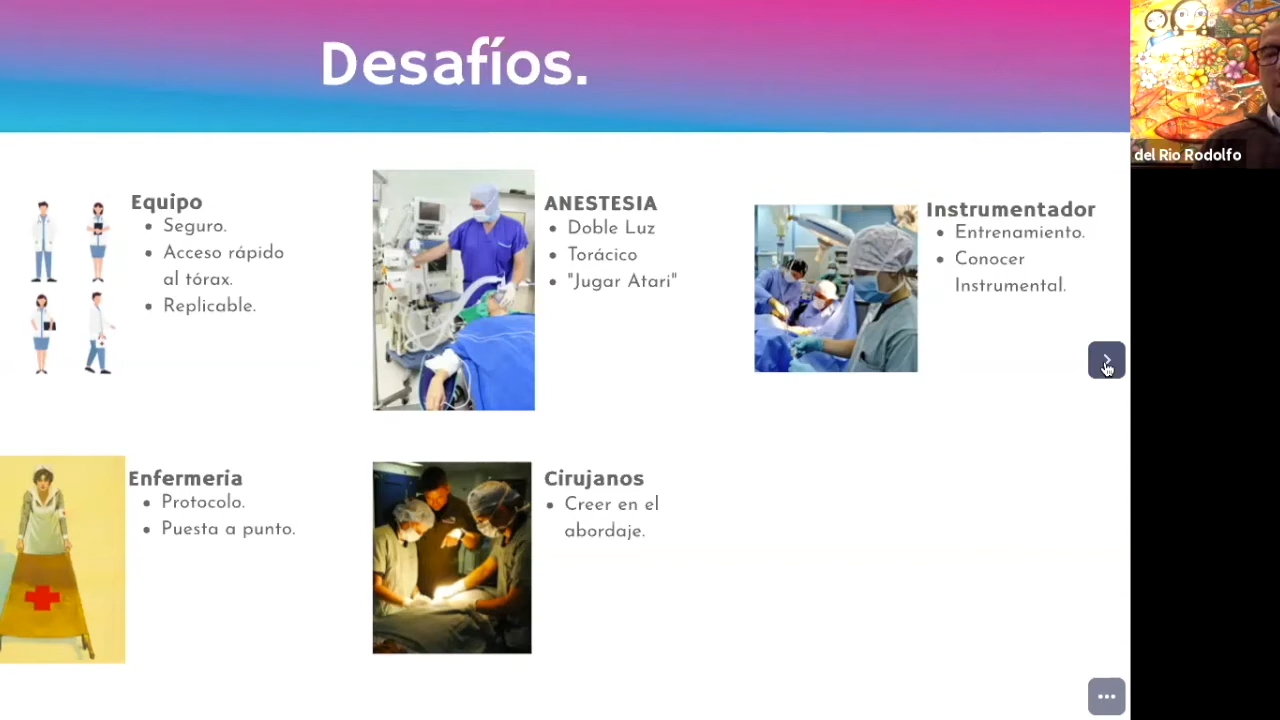 Desafíos.
del Rio Rodolfo
Equipo
• Seguro.
• Acceso rápido
al tórax.
• Replicable.
ANESTESIA
• Doble Luz
• Torácico
• "Jugar Atari"
Instrumentador
• Entrenamiento.
• Conocer
Instrumental.
Enfermería
• Protocolo.
• Puesta a punto.
Cirujanos
• Creer en el
abordaje.